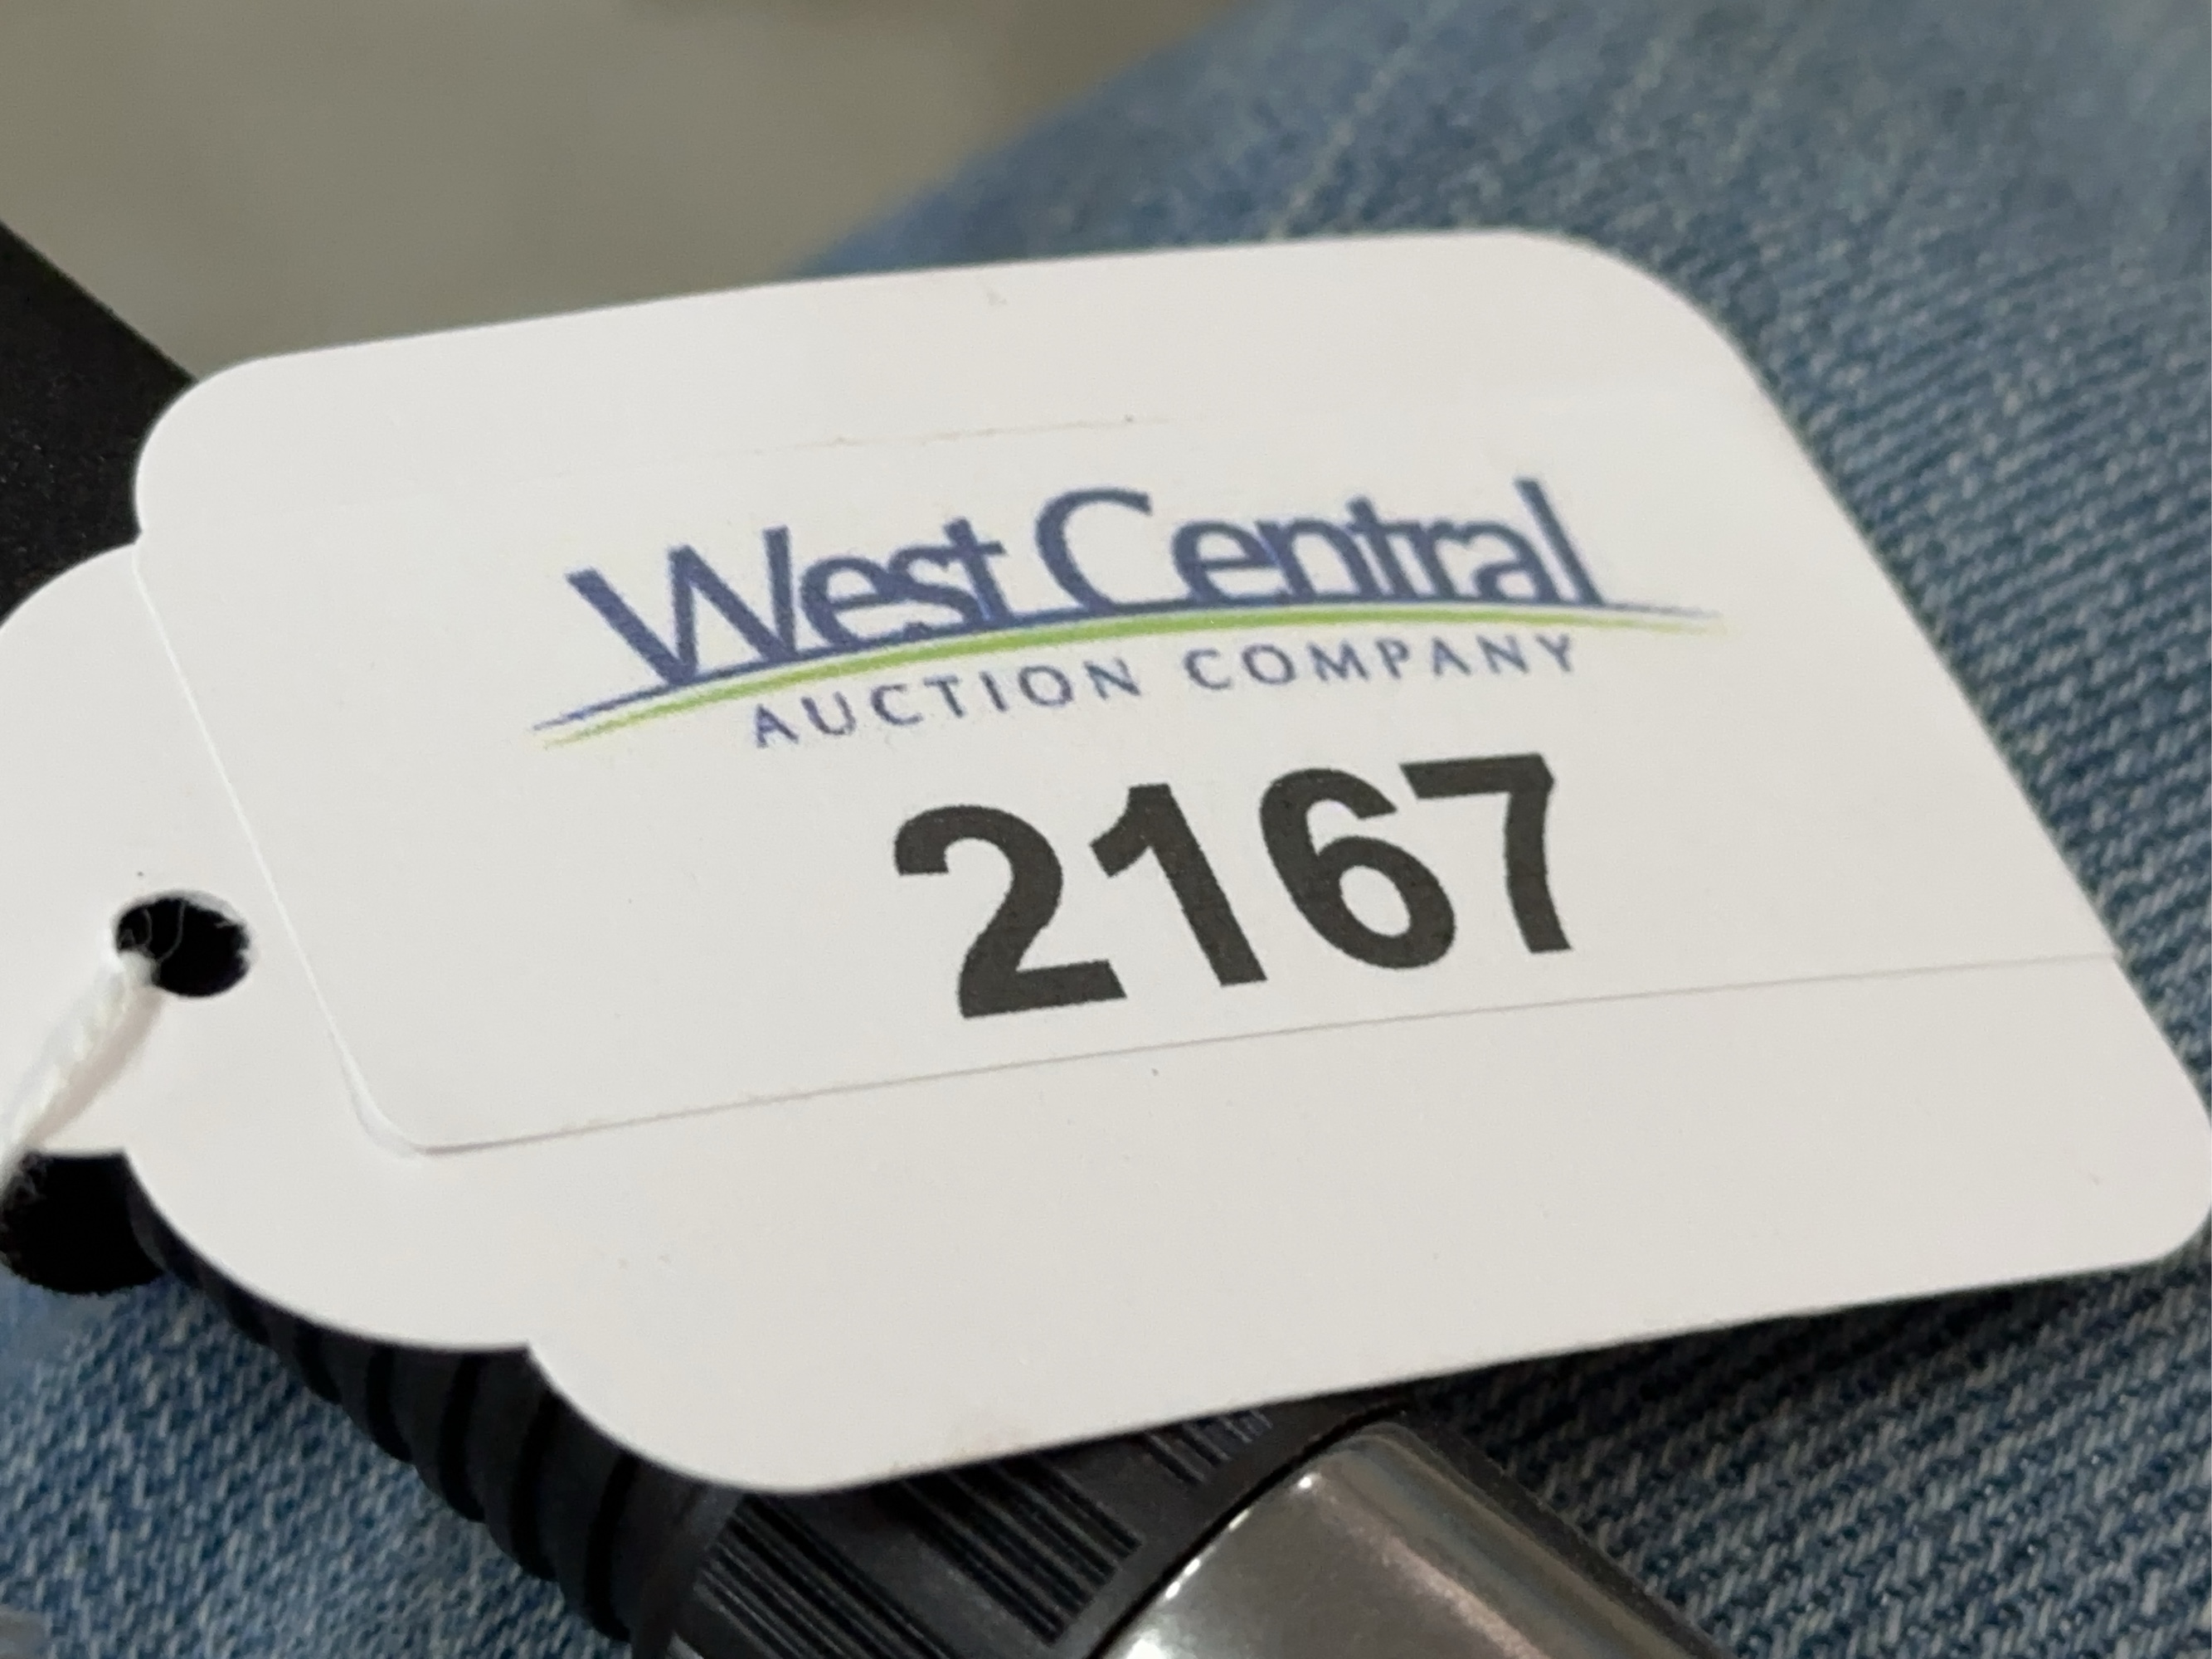 West Central
AUCTION COMPANY
2167